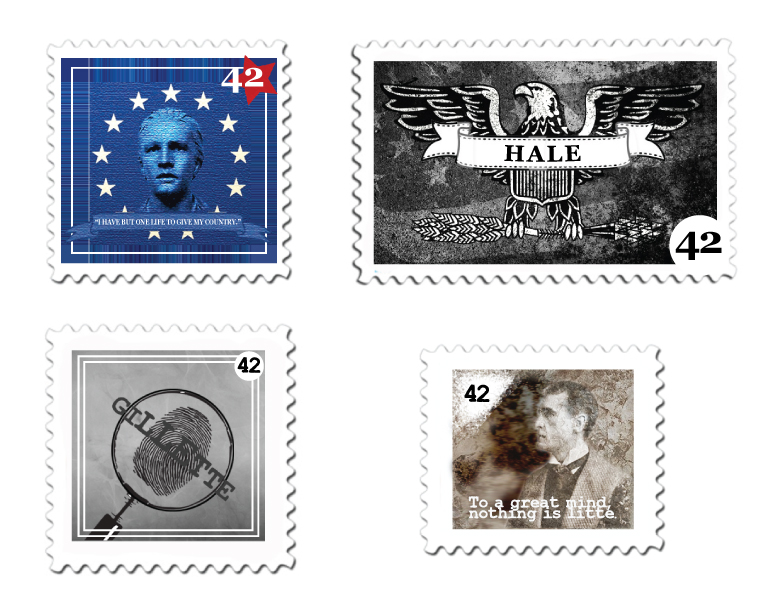 42
"I HAVE BUT ONE LIFE TO GIVE MY COUNTRY."
HALE
42
42
GILLETTE
42
To a great mind,
nothing is litte.